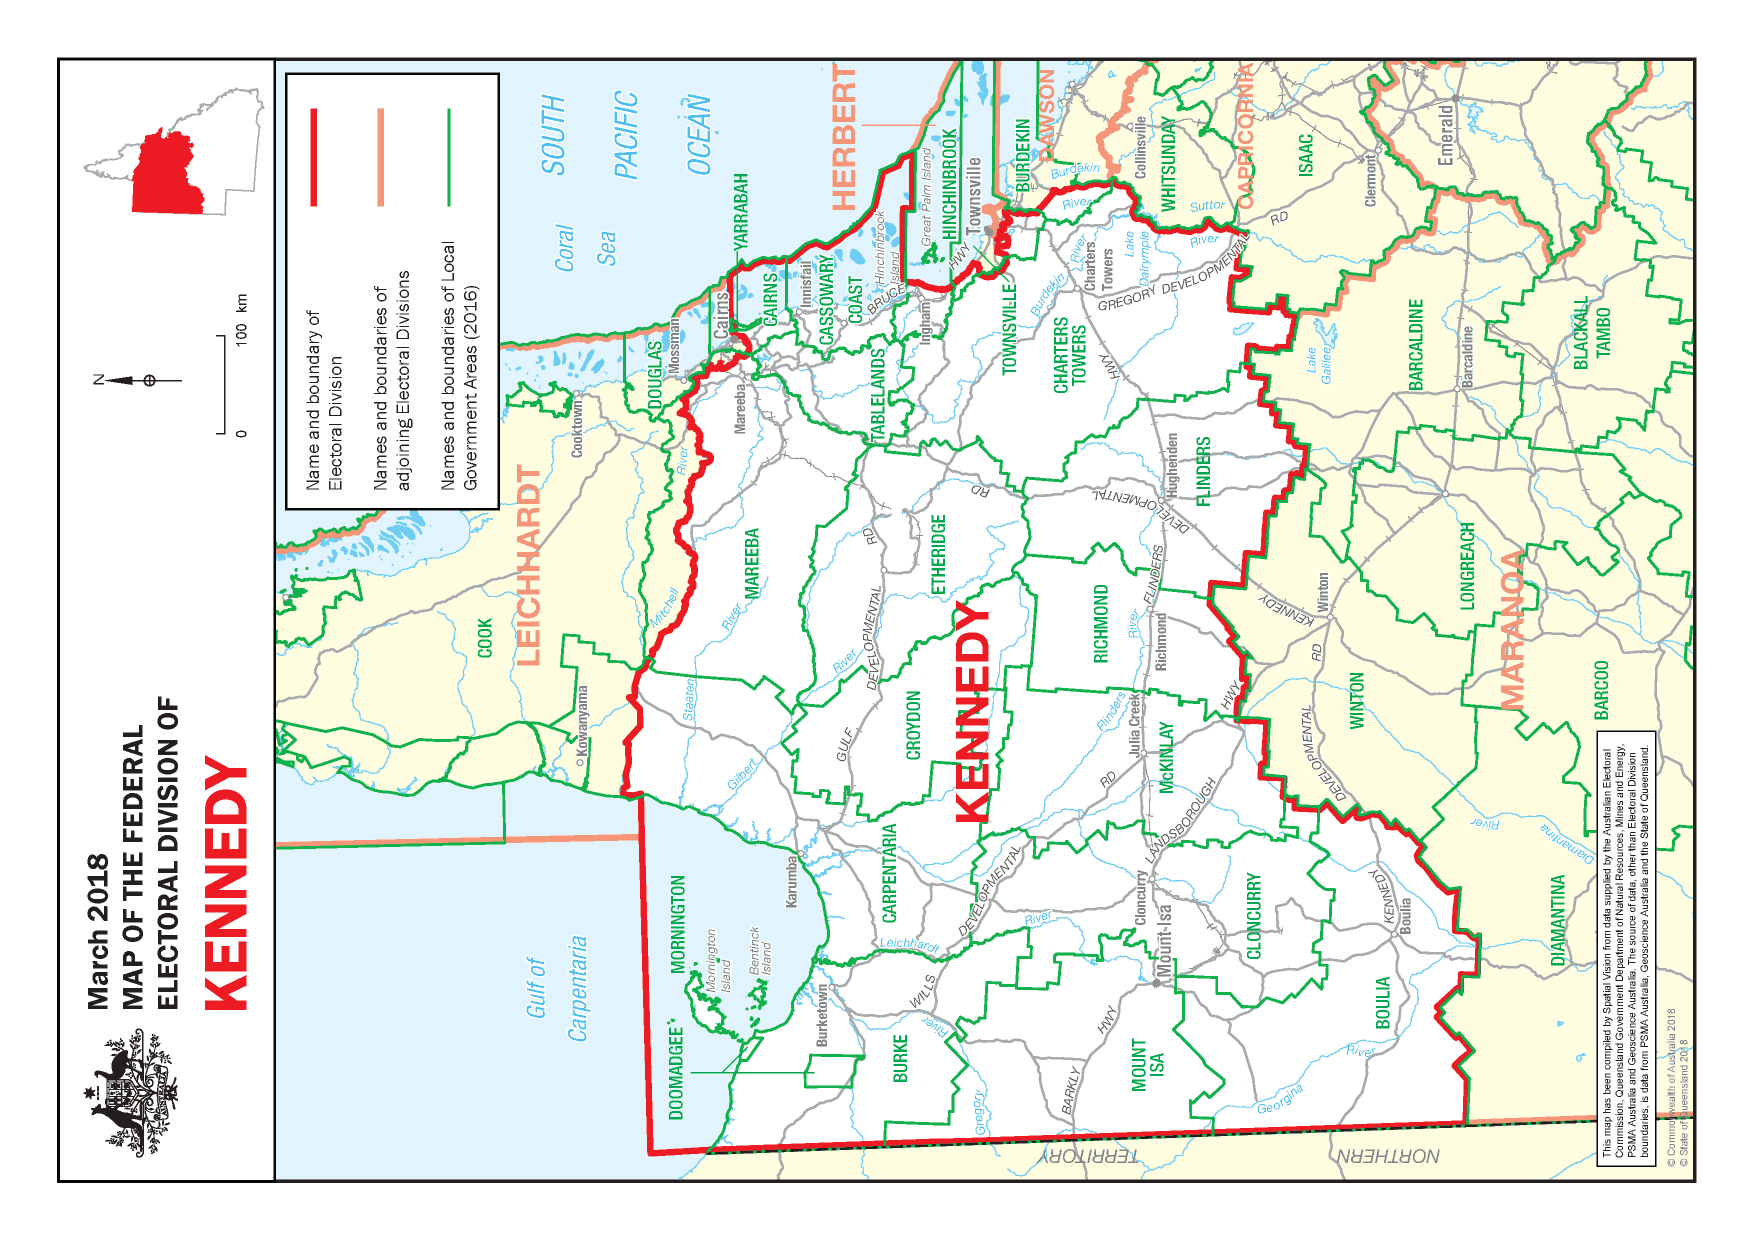 March 2018
MAP OF THE FEDERAL
ELECTORAL DIVISION OF
KENNEDY
N
0
100 km
Name and boundary of
Electoral Division
Names and boundaries of
adjoining Electoral Divisions
Names and boundaries of Local
Government Areas (2016)
SOUTH
PACIFIC
OCEAN
Coral
Sea
Gulf of
Carpentaria
LEICHHARDT
HERBERT
DAWSON
CAPRICORNIA
MARANOA
KENNEDY
COOK
Kowanyama
Cooktown
DOUGLAS
Mossman
Mareeba
Cairns
YARRABAH
CAIRNS
Innisfail
CASSOWARY
COAST
Hinchinbrook
Island
BRUCE
HWY
Ingham
Great Palm Island
HINCHINBROOK
Townsville
BURDEKIN
TOWNSVILLE
TABLELANDS
CHARTERS
TOWERS
Charters
Towers
Burdekin
River
Burdekin
River
Lake
Dalrymple
Suttor
River
GREGORY DEVELOPMENTAL
RD
HWY
Collinsville
WHITSUNDAY
ISAAC
Clermont
Emerald
Lake
Galilee
BARCALDINE
Barcaldine
BLACKALL
TAMBO
LONGREACH
BARCOO
WINTON
Winton
KENNEDY
RD
DEVELOPMENTAL
DIAMANTINA
Diamantina
River
Mitchell
River
MAREEBA
River
Staaten
Gilbert
River
GULF
DEVELOPMENTAL
RD
ETHERIDGE
RD
DEVELOPMENTAL
DEVELOPMENTAL
Hughenden
FLINDERS
FLINDERS
RICHMOND
River
Richmond
Flinders
HWY
CROYDON
Julia Creek
McKINLAY
RD
LANDSBOROUGH
CARPENTARIA
Karumba
DEVELOPMENTAL
River
Leichhardt
Cloncurry
Mount Isa
CLONCURRY
KENNEDY
Boulia
BOULIA
MORNINGTON
Mornington
Island
Bentinck
Island
DOOMADGEE
Burketown
BURKE
WILLS
River
Gregory
HWY
BARKLY
MOUNT
ISA
Georgina
River
NORTHERN
TERRITORY
This map has been compiled by Spatial Vision from data supplied by the Australian Electoral
Commission, Queensland Goverment Department of Natural Resources, Mines and Energy,
PSMA Australia and Geoscience Australia. The source of data, other than Electoral Division
boundaries, is data from PSMA Australia, Geoscience Australia and the State of Queensland.
© Commonwealth of Australia 2018
© State of Queensland 2018